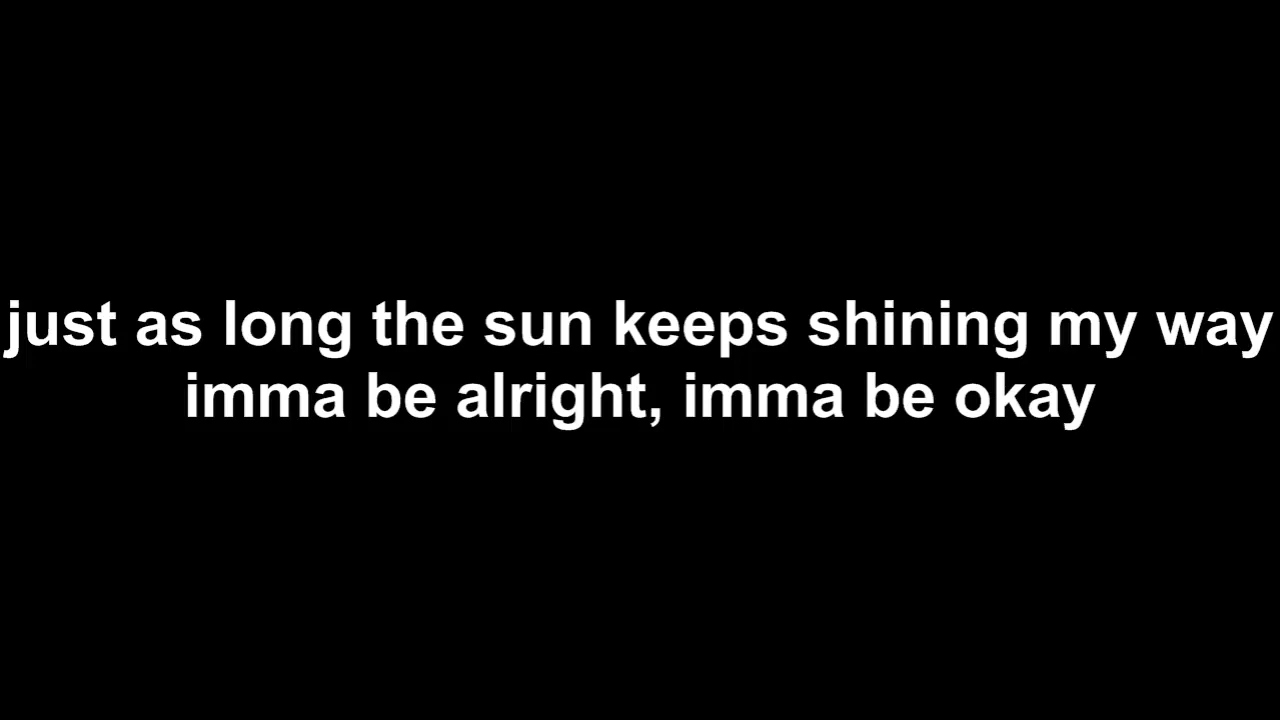 just as long the sun keeps shining my way
imma be alright, imma be okay